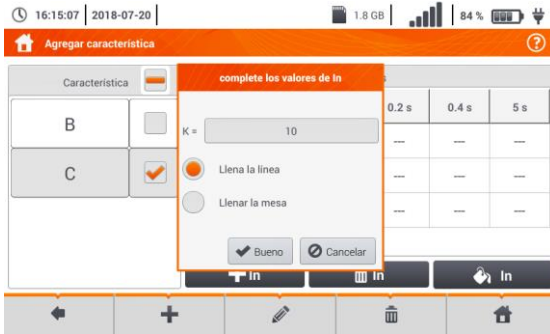 16:15:07 2018-07-20 1.8 GB 84 %
Agregar característica ?
Característica
complete los valores de In
0.2 s 0.4 s 5 s
B
K = 10
--- --- ---
C
Llena la línea
--- --- ---
Llenar la mesa
--- --- ---
Bueno Cancelar
In In In